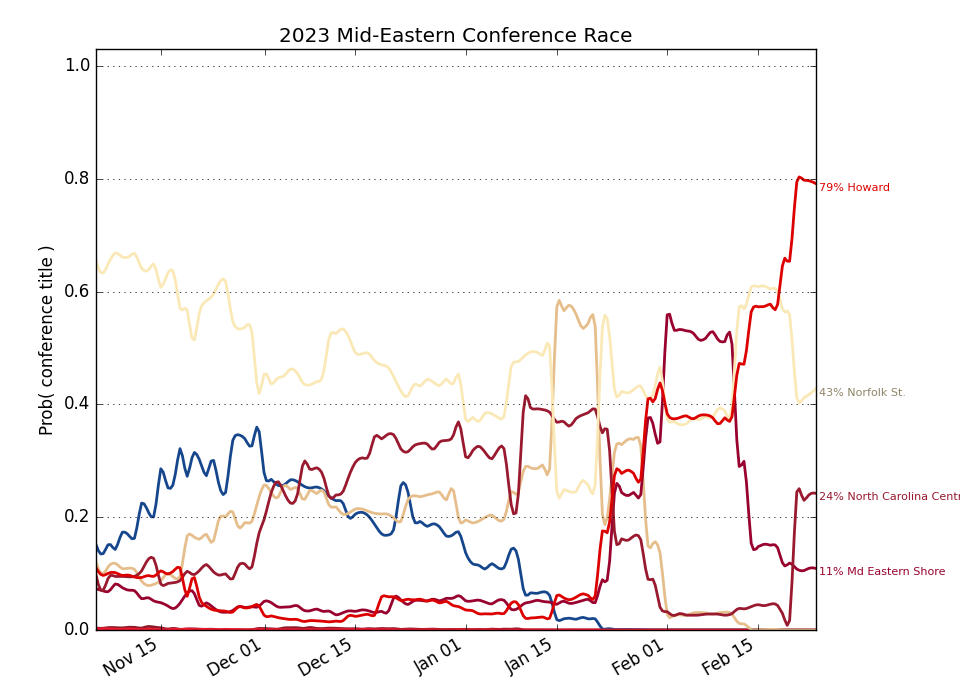 2023 Mid-Eastern Conference Race
Prob( conference title )
1.0
0.8
0.6
0.4
0.2
0.0
Nov 15
Dec 01
Dec 15
Jan 01
Jan 15
Feb 01
Feb 15
79% Howard
43% Norfolk St.
24% North Carolina Centr
11% Md Eastern Shore